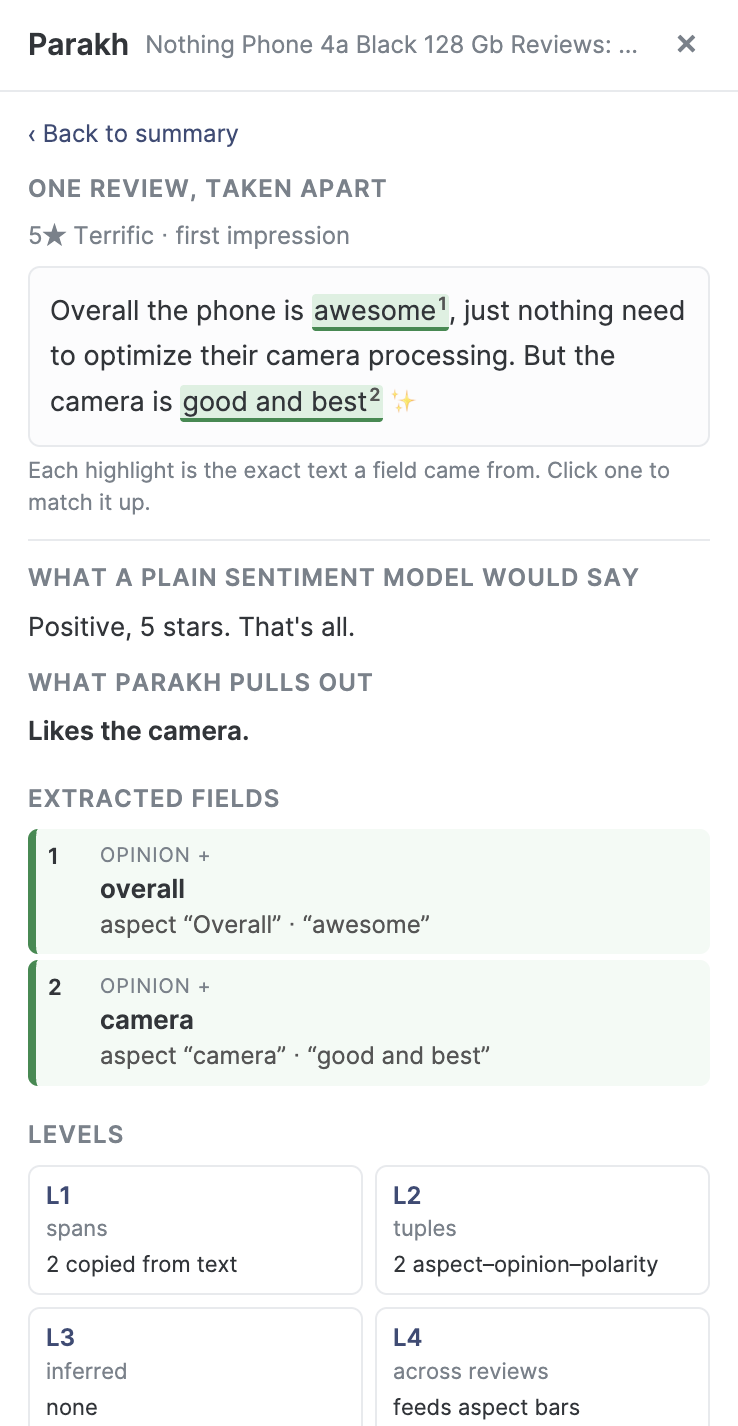 Parakh Nothing Phone 4a Black 128 Gb Reviews: ... ✕
‹ Back to summary
ONE REVIEW, TAKEN APART
5★ Terrific · first impression
Overall the phone is awesome¹, just nothing need
to optimize their camera processing. But the
camera is good and best² ✨
Each highlight is the exact text a field came from. Click one to
match it up.
WHAT A PLAIN SENTIMENT MODEL WOULD SAY
Positive, 5 stars. That's all.
WHAT PARAKH PULLS OUT
Likes the camera.
EXTRACTED FIELDS
1 OPINION +
overall
aspect “Overall” · “awesome”
2 OPINION +
camera
aspect “camera” · “good and best”
LEVELS
L1
spans
2 copied from text
L2
tuples
2 aspect–opinion–polarity
L3
inferred
none
L4
across reviews
feeds aspect bars